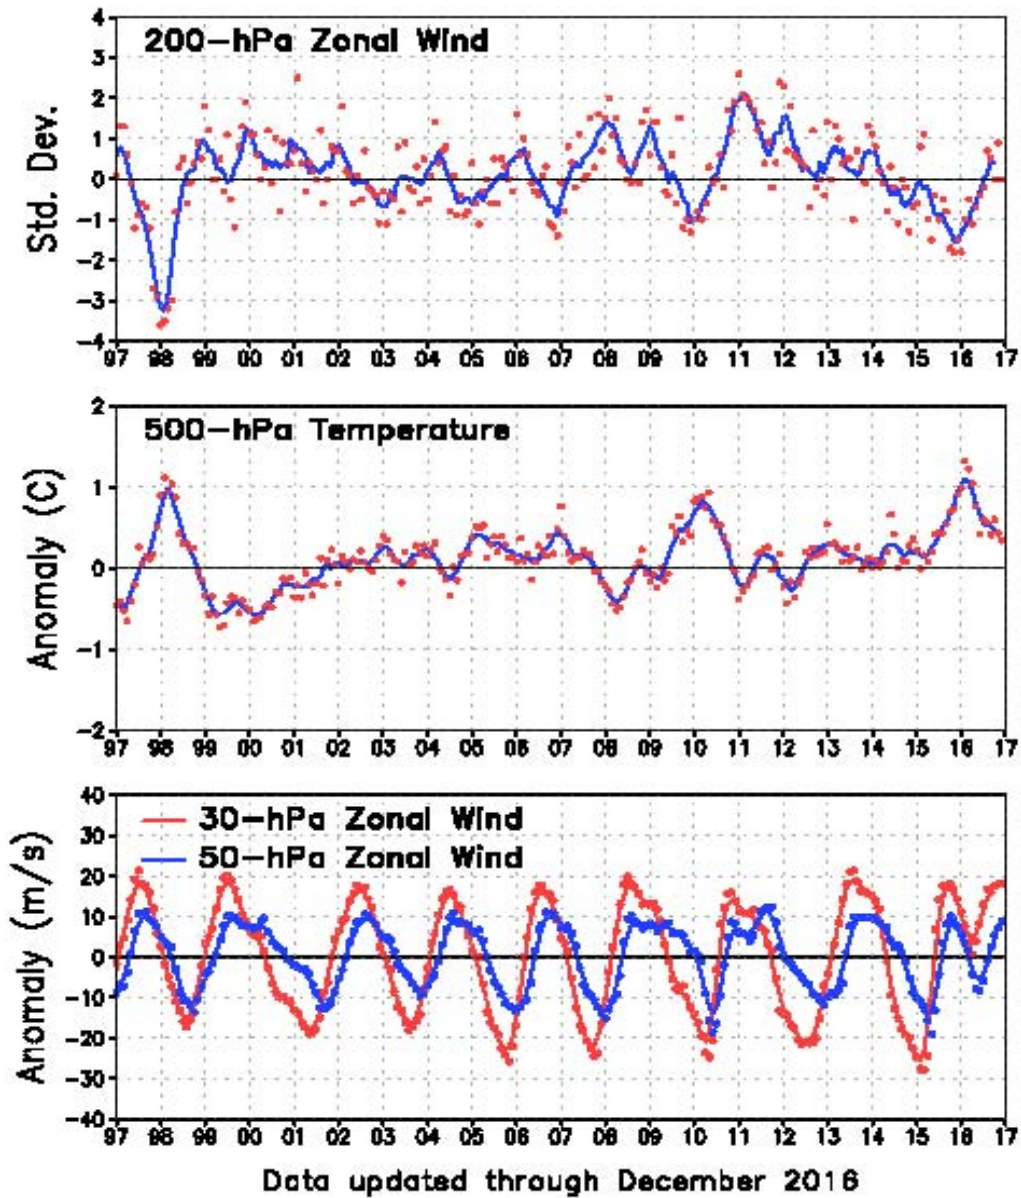 200-hPa Zonal Wind
Std. Dev.
4
3
2
1
0
-1
-2
-3
-4
97 98 99 00 01 02 03 04 05 06 07 08 09 10 11 12 13 14 15 16 17
500-hPa Temperature
Anomaly (C)
2
1
0
-1
-2
97 98 99 00 01 02 03 04 05 06 07 08 09 10 11 12 13 14 15 16 17
30-hPa Zonal Wind
50-hPa Zonal Wind
Anomaly (m/s)
40
30
20
10
0
-10
-20
-30
-40
97 98 99 00 01 02 03 04 05 06 07 08 09 10 11 12 13 14 15 16 17
Data updated through December 2016